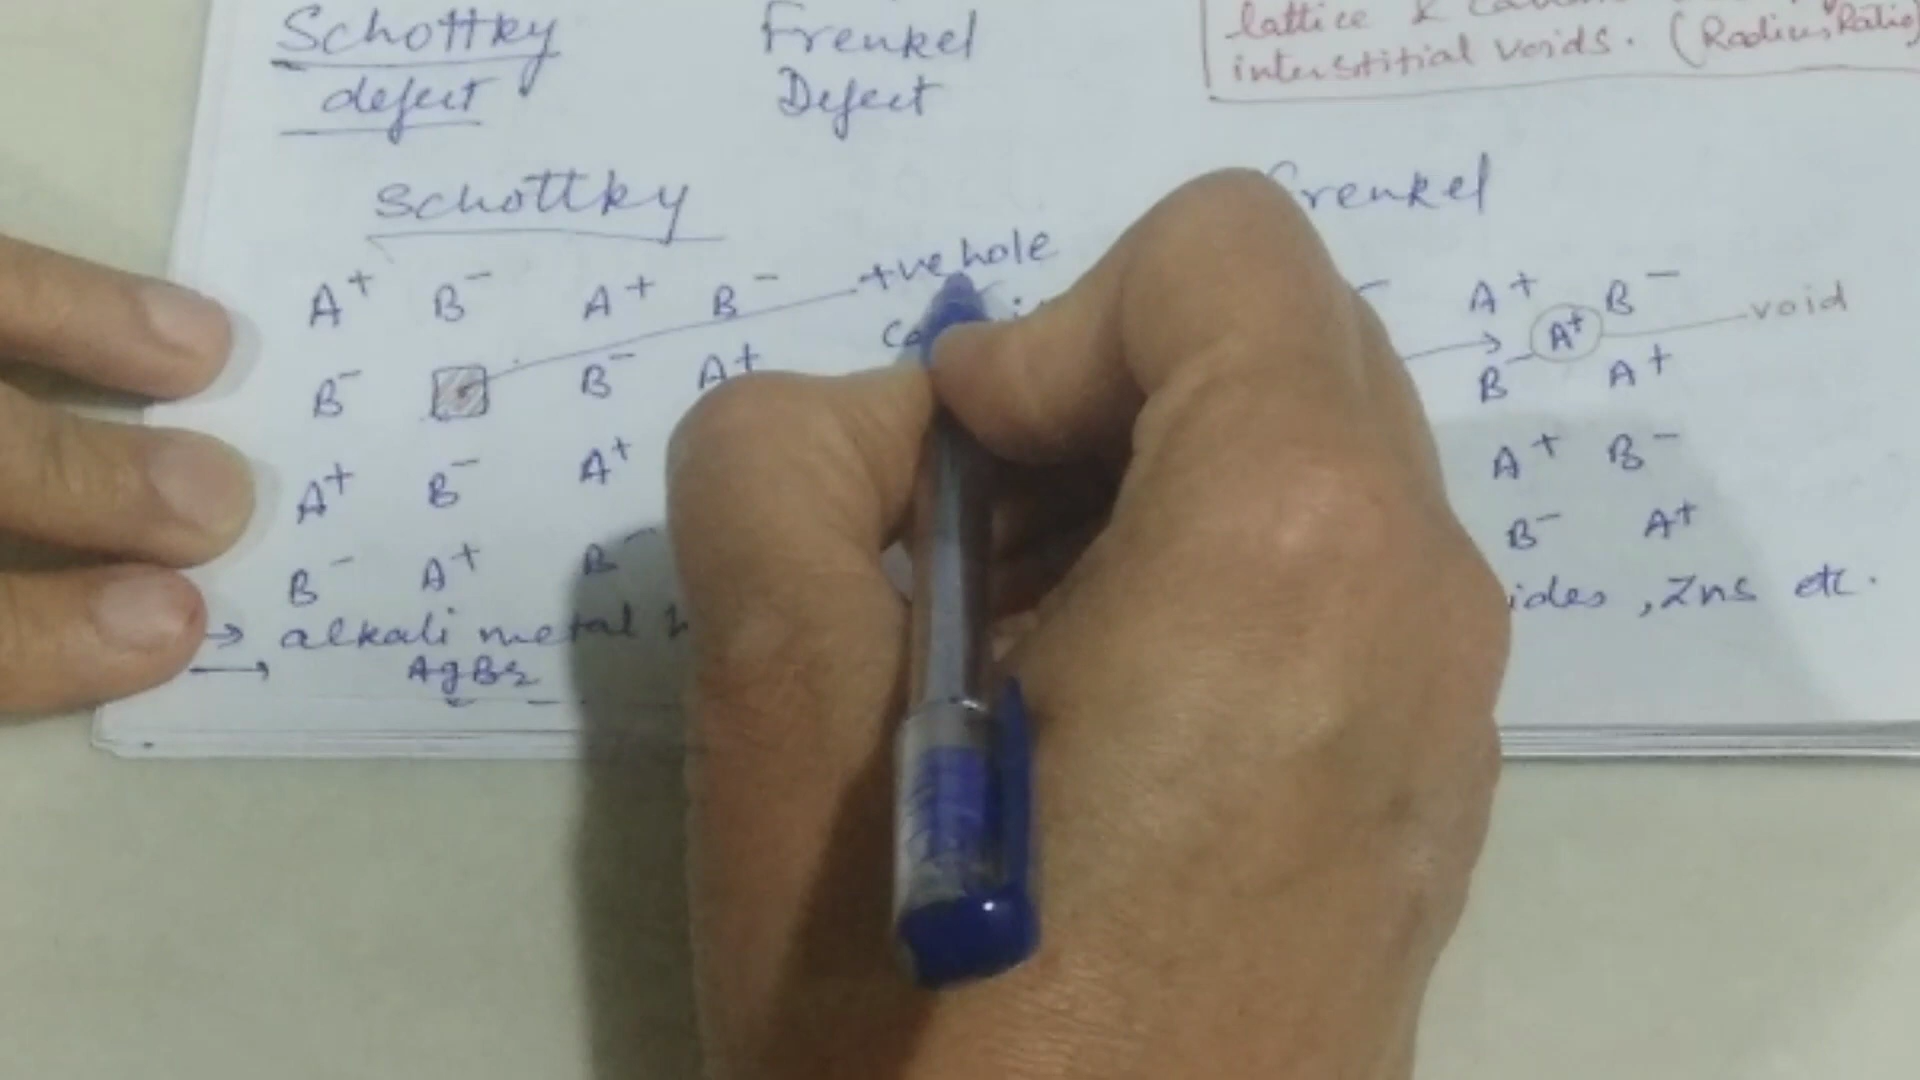 Schottky
defect
Frenkel
Defect
lattice &
interstitial voids. (Radius Ratio)
Schottky
A+ B- A+ B-
B- B- A+
A+ B- A+
B- A+ B-
+ve hole
→ alkali metal
→ AgBr
Frenkel
A+ B-
A+ void
B- A+
A+ B-
B- A+
, ZnS etc.